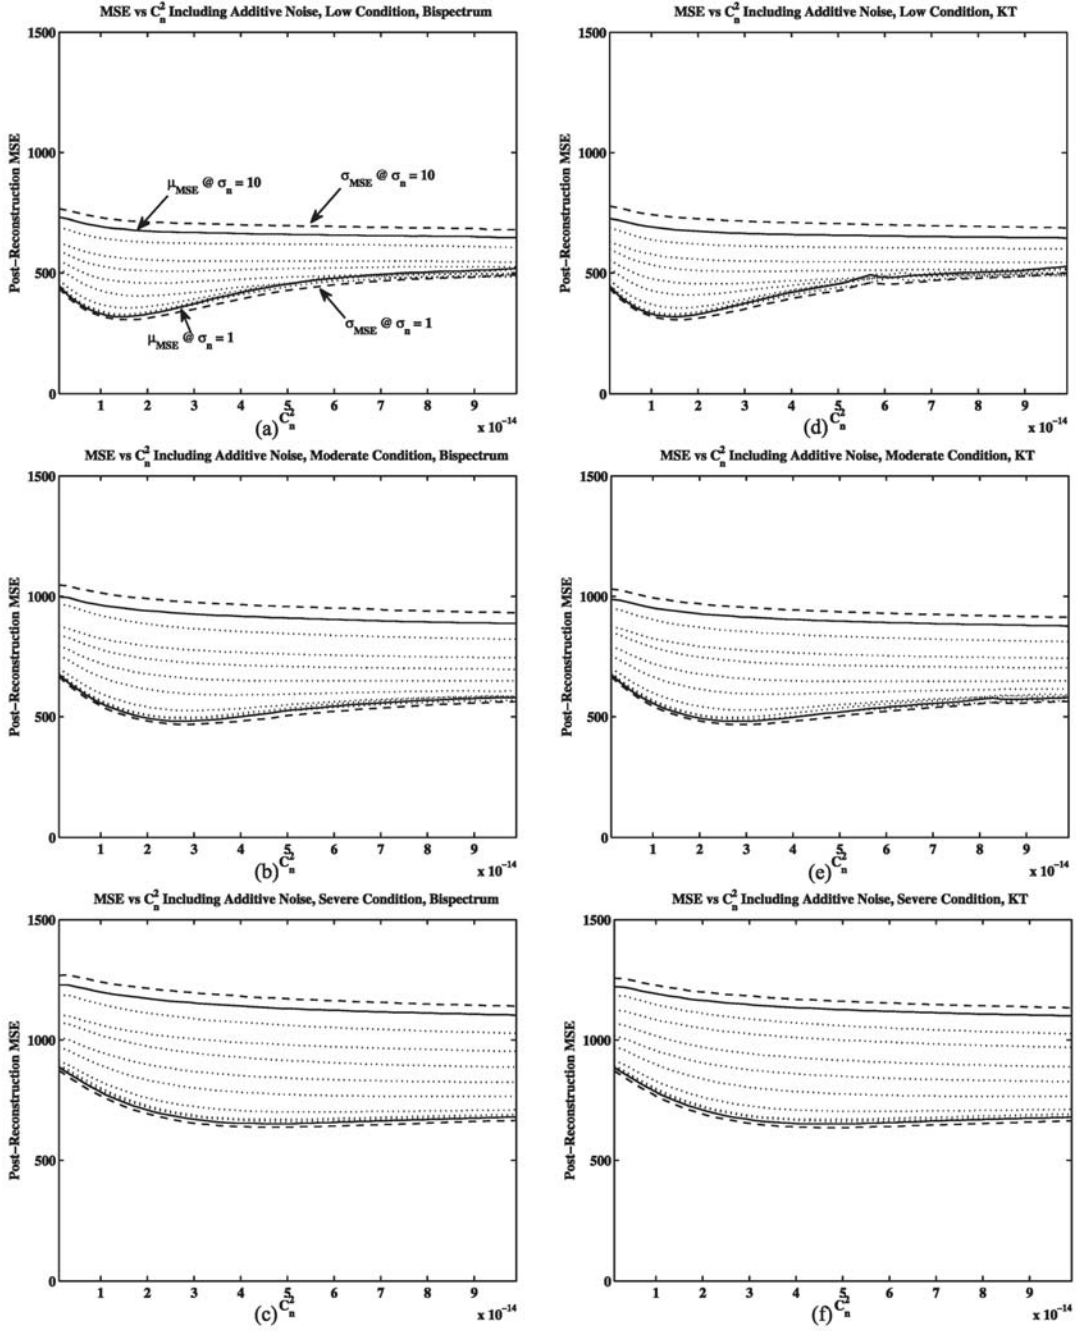 MSE vs C_n^2 Including Additive Noise, Low Condition, Bispectrum
1500
1000
500
0
Post-Reconstruction MSE
μ_MSE @ σ_n = 10
σ_MSE @ σ_n = 10
μ_MSE @ σ_n = 1
σ_MSE @ σ_n = 1
1 2 3 4 5 6 7 8 9
(a) C_n^2
x 10^-14
MSE vs C_n^2 Including Additive Noise, Low Condition, KT
1500
1000
500
0
Post-Reconstruction MSE
1 2 3 4 5 6 7 8 9
(d) C_n^2
x 10^-14
MSE vs C_n^2 Including Additive Noise, Moderate Condition, Bispectrum
1500
1000
500
0
Post-Reconstruction MSE
1 2 3 4 5 6 7 8 9
(b) C_n^2
x 10^-14
MSE vs C_n^2 Including Additive Noise, Moderate Condition, KT
1500
1000
500
0
Post-Reconstruction MSE
1 2 3 4 5 6 7 8 9
(e) C_n^2
x 10^-14
MSE vs C_n^2 Including Additive Noise, Severe Condition, Bispectrum
1500
1000
500
0
Post-Reconstruction MSE
1 2 3 4 5 6 7 8 9
(c) C_n^2
x 10^-14
MSE vs C_n^2 Including Additive Noise, Severe Condition, KT
1500
1000
500
0
Post-Reconstruction MSE
1 2 3 4 5 6 7 8 9
(f) C_n^2
x 10^-14